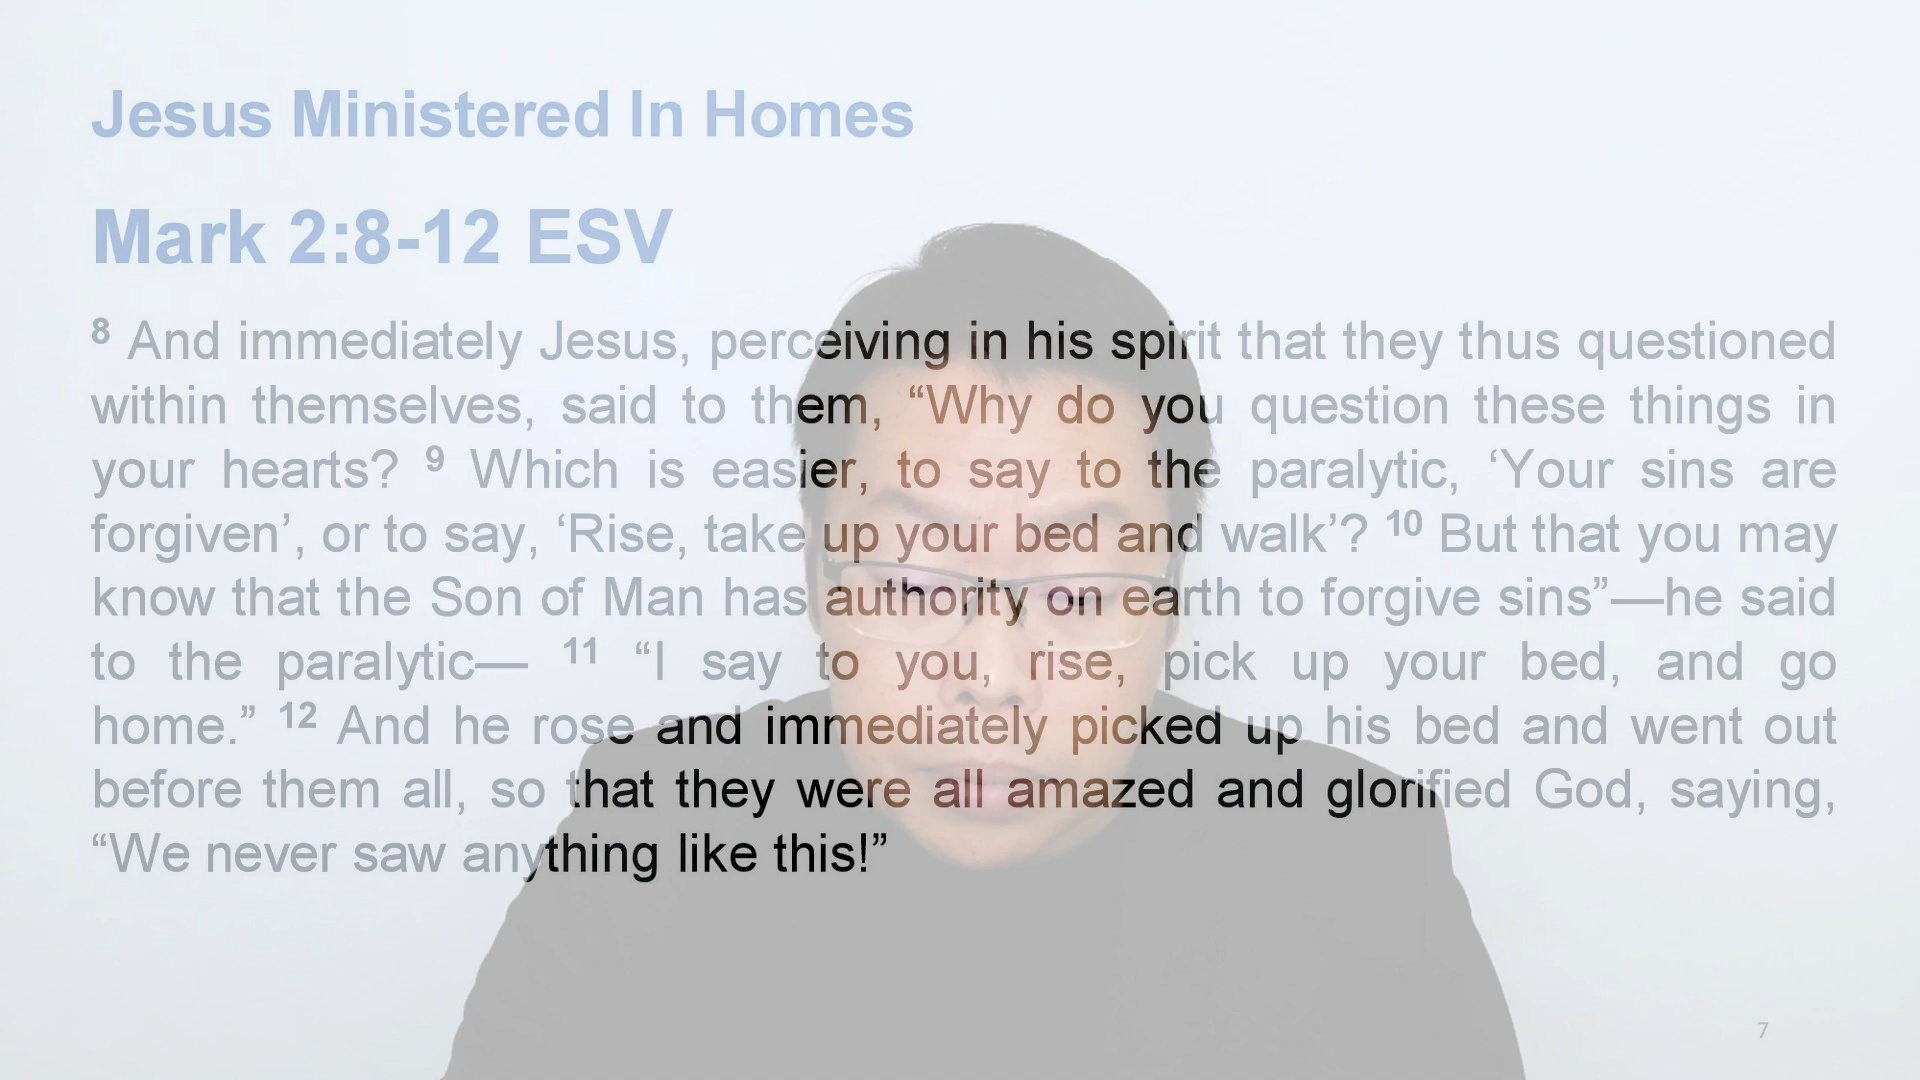 Jesus Ministered In Homes
Mark 2:8-12 ESV
8 And immediately Jesus, perceiving in his spirit that they thus questioned
within themselves, said to them, “Why do you question these things in
your hearts? 9 Which is easier, to say to the paralytic, ‘Your sins are
forgiven’, or to say, ‘Rise, take up your bed and walk’? 10 But that you may
know that the Son of Man has authority on earth to forgive sins”—he said
to the paralytic— 11 “I say to you, rise, pick up your bed, and go
home.” 12 And he rose and immediately picked up his bed and went out
before them all, so that they were all amazed and glorified God, saying,
“We never saw anything like this!”
7